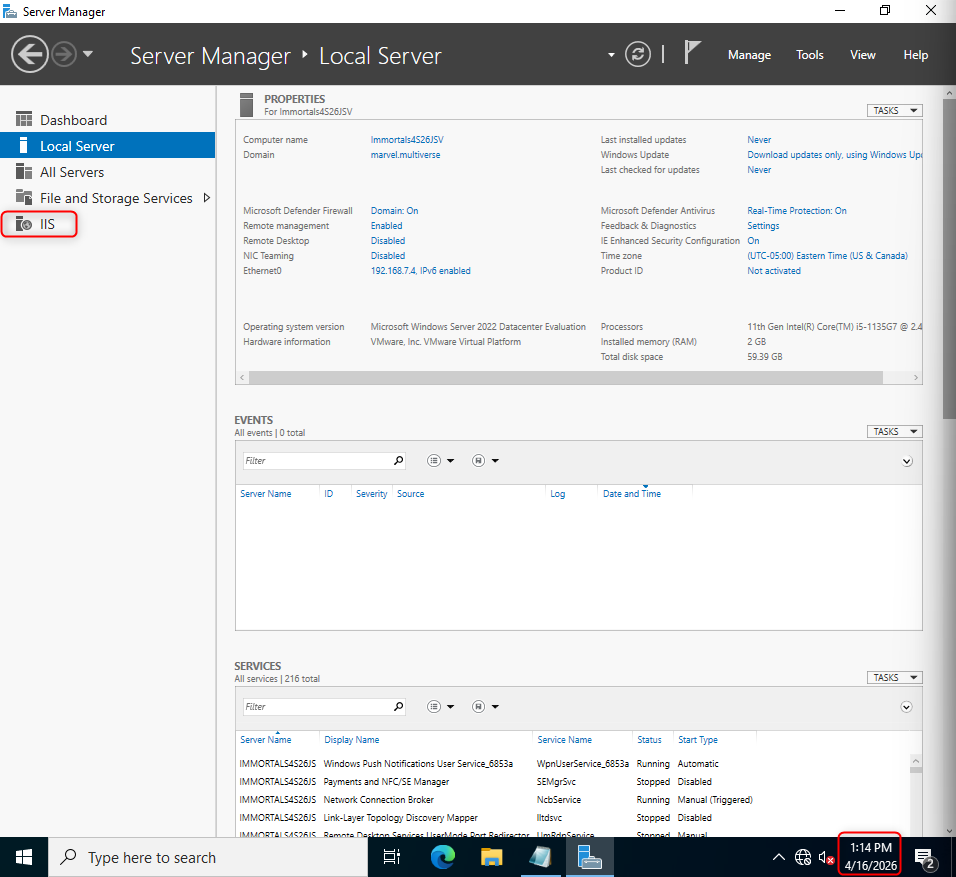 Server Manager
Server Manager ‣ Local Server
Manage Tools View Help
Dashboard
Local Server
All Servers
File and Storage Services
IIS
PROPERTIES
For Immortals4S26JSV
TASKS
Computer name Immortals4S26JSV Last installed updates Never
Domain marvel.multiverse Windows Update Download updates only, using Windows Up
Last checked for updates Never
Microsoft Defender Firewall Domain: On Microsoft Defender Antivirus Real-Time Protection: On
Remote management Enabled Feedback & Diagnostics Settings
Remote Desktop Disabled IE Enhanced Security Configuration On
NIC Teaming Disabled Time zone (UTC-05:00) Eastern Time (US & Canada)
Ethernet0 192.168.7.4, IPv6 enabled Product ID Not activated
Operating system version Microsoft Windows Server 2022 Datacenter Evaluation Processors 11th Gen Intel(R) Core(TM) i5-1135G7 @ 2.4
Hardware information VMware, Inc. VMware Virtual Platform Installed memory (RAM) 2 GB
Total disk space 59.39 GB
EVENTS
All events | 0 total
TASKS
Filter
Server Name ID Severity Source Log Date and Time
SERVICES
All services | 216 total
TASKS
Filter
Server Name Display Name Service Name Status Start Type
IMMORTALS4S26JS Windows Push Notifications User Service_6853a WpnUserService_6853a Running Automatic
IMMORTALS4S26JS Payments and NFC/SE Manager SEMgrSvc Stopped Disabled
IMMORTALS4S26JS Network Connection Broker NcbService Running Manual (Triggered)
IMMORTALS4S26JS Link-Layer Topology Discovery Mapper lltdsvc Stopped Disabled
IMMORTALS4S26JS Remote Desktop Services UserMode Port Redirector UmRdpService Stopped Manual
Type here to search
1:14 PM
4/16/2026
2